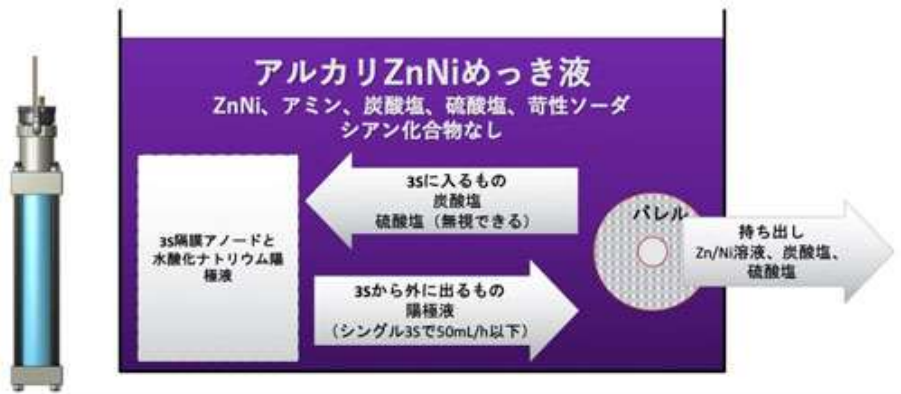 アルカリZnNiめっき液
ZnNi、アミン、炭酸塩、硫酸塩、苛性ソーダ
シアン化合物なし
3Sに入るもの
炭酸塩
硫酸塩（無視できる）
3S隔膜アノードと
水酸化ナトリウム陽
極液
3Sから外に出るもの
陽極液
（シングル3Sで50mL/h以下）
バレル
持ち出し
Zn/Ni溶液、炭酸塩、
硫酸塩